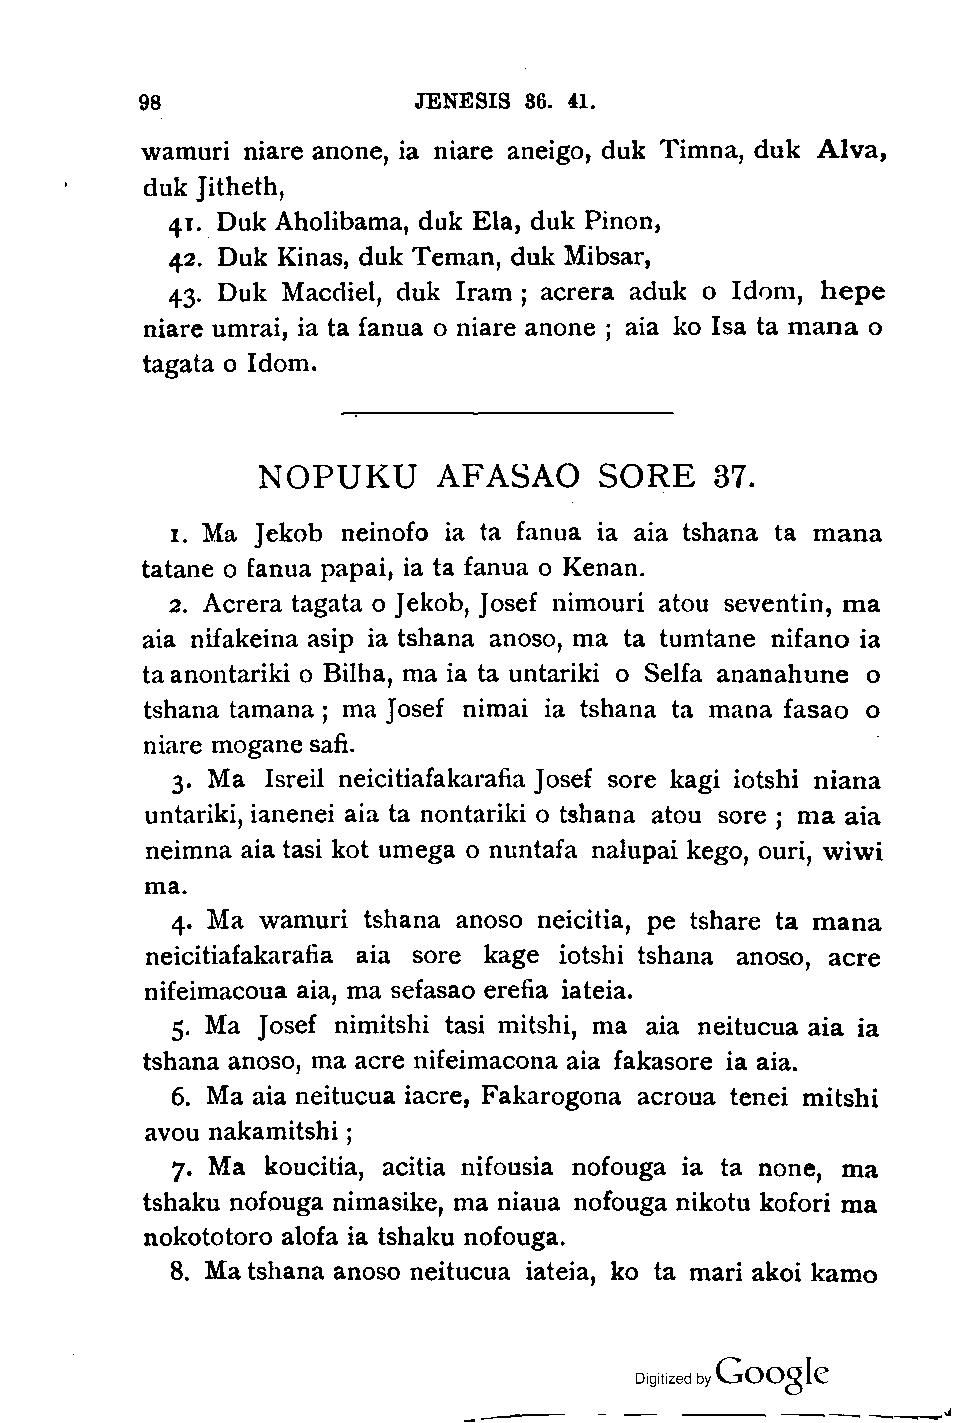 98 JENESIS 36. 41.
wamuri niare anone, ia niare aneigo, duk Timna, duk Alva,
duk Jitheth,
41. Duk Aholibama, duk Ela, duk Pinon,
42. Duk Kinas, duk Teman, duk Mibsar,
43. Duk Macdiel, duk Iram ; acrera aduk o Idom, hepe
niare umrai, ia ta fanua o niare anone ; aia ko Isa ta mana o
tagata o Idom.
NOPUKU AFASAO SORE 37.
1. Ma Jekob neinofo ia ta fanua ia aia tshana ta mana
tatane o fanua papai, ia ta fanua o Kenan.
2. Acrera tagata o Jekob, Josef nimouri atou seventin, ma
aia nifakeina asip ia tshana anoso, ma ta tumtane nifano ia
ta anontariki o Bilha, ma ia ta untariki o Selfa ananahune o
tshana tamana ; ma Josef nimai ia tshana ta mana fasao o
niare mogane safi.
3. Ma Isreil neicitiafakarafia Josef sore kagi iotshi niana
untariki, ianenei aia ta nontariki o tshana atou sore ; ma aia
neimna aia tasi kot umega o nuntafa nalupai kego, ouri, wiwi
ma.
4. Ma wamuri tshana anoso neicitia, pe tshare ta mana
neicitiafakarafia aia sore kage iotshi tshana anoso, acre
nifeimacoua aia, ma sefasao erefia iateia.
5. Ma Josef nimitshi tasi mitshi, ma aia neitucua aia ia
tshana anoso, ma acre nifeimacona aia fakasore ia aia.
6. Ma aia neitucua iacre, Fakarogona acroua tenei mitshi
avou nakamitshi ;
7. Ma koucitia, acitia nifousia nofouga ia ta none, ma
tshaku nofouga nimasike, ma niaua nofouga nikotu kofori ma
nokototoro alofa ia tshaku nofouga.
8. Ma tshana anoso neitucua iateia, ko ta mari akoi kamo
Digitized by Google